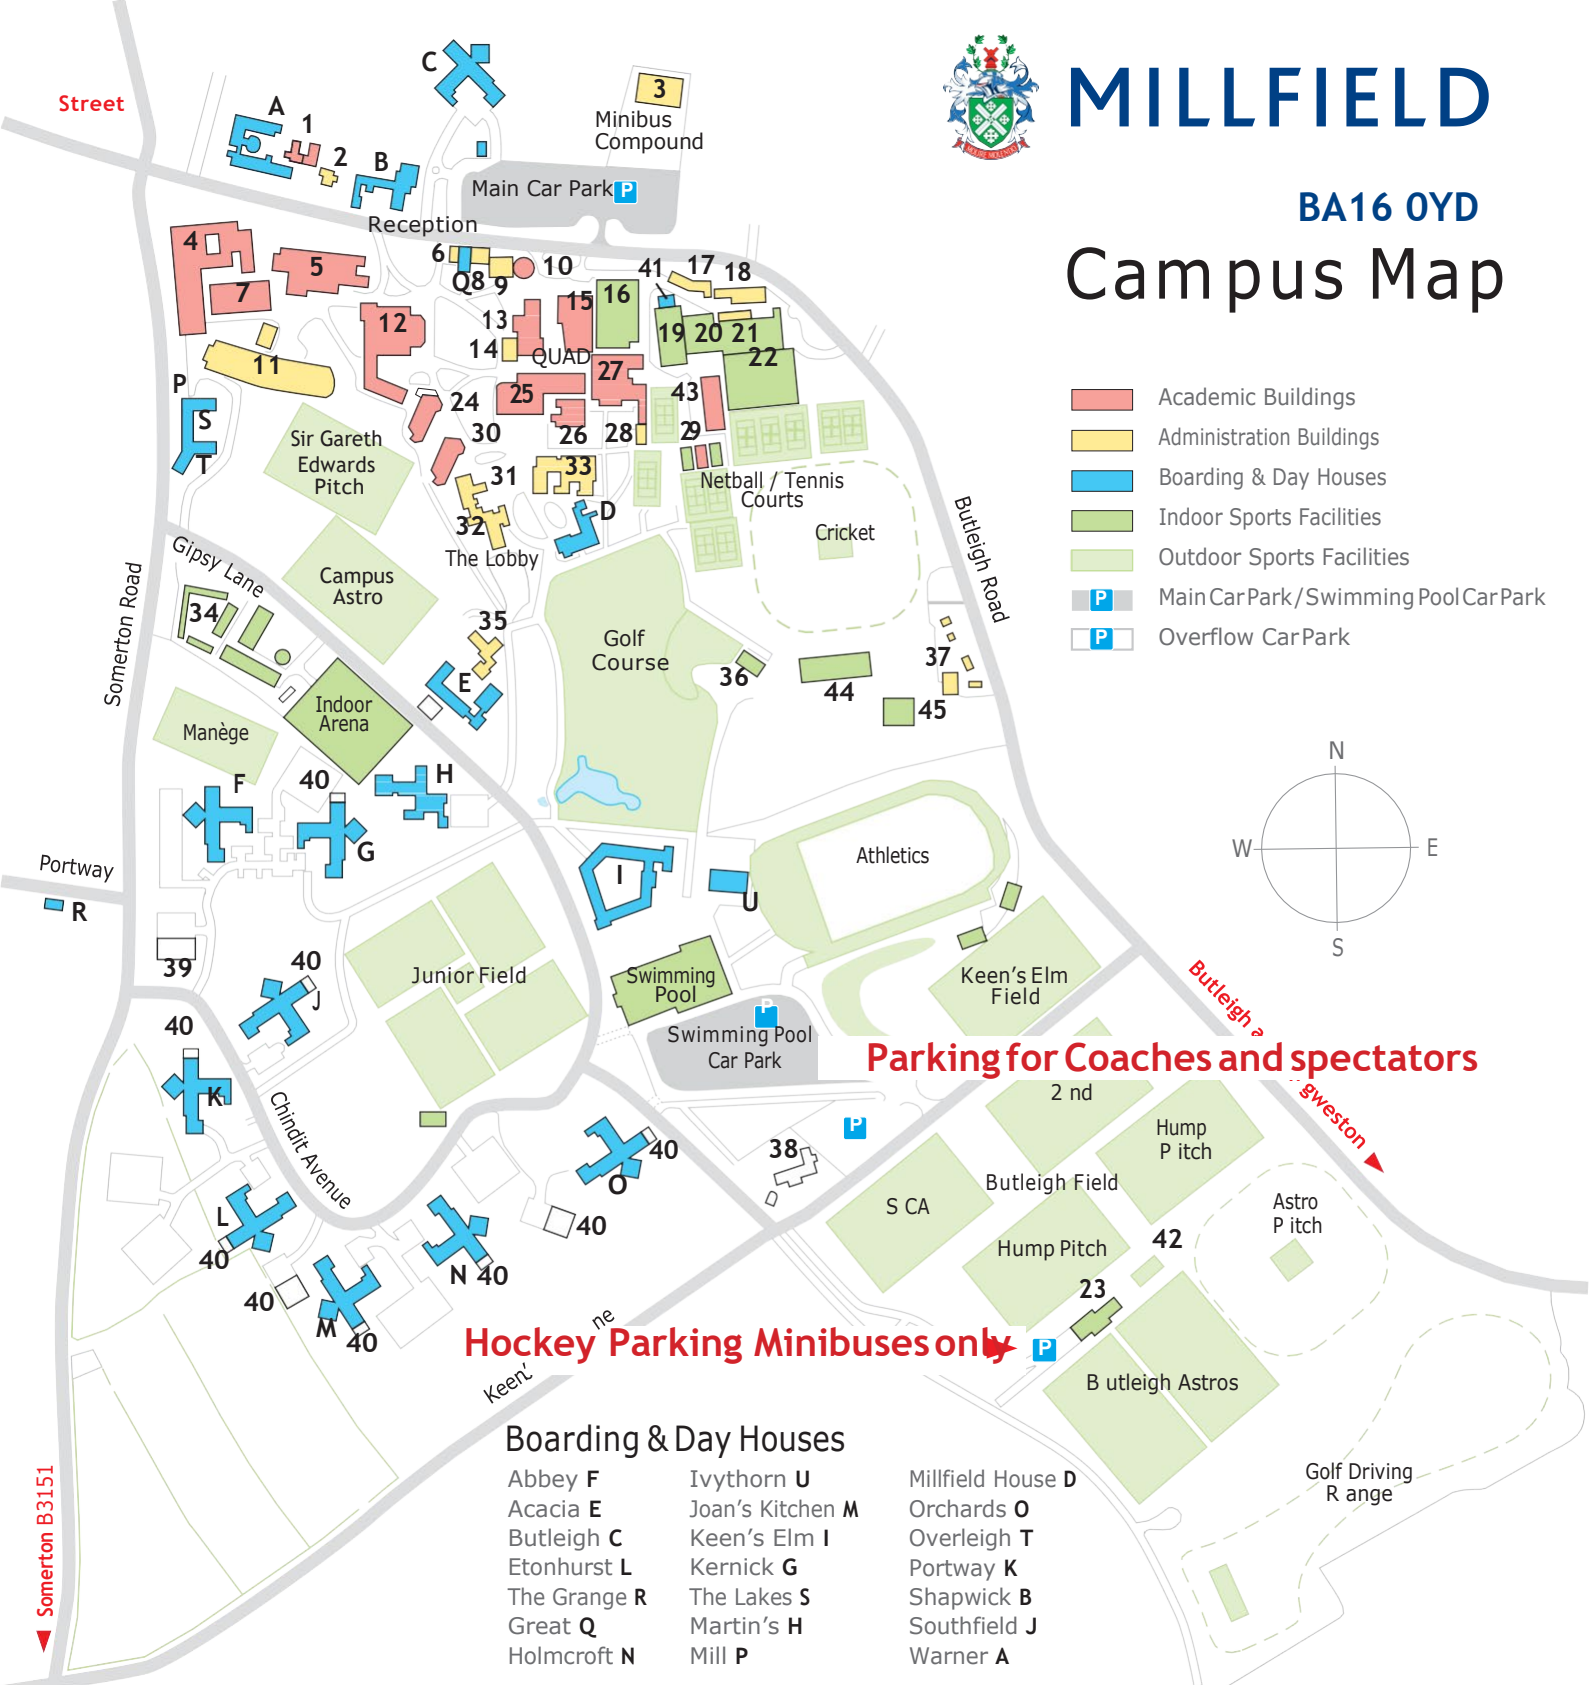 Street
A
1
2
B
C
3
Minibus
Compound
Main Car Park P
Reception
MOLIRE MOLENDO
MILLFIELD
BA16 0YD
Campus Map
4
5
6
7
Q8
9
10
11
12
13
14
15
16
QUAD
41
17
18
19
20
21
22
24
25
26
27
28
43
29
30
31
32
33
D
P
S
T
Sir Gareth
Edwards
Pitch
The Lobby
Netball / Tennis
Courts
Cricket
Butleigh Road
Academic Buildings
Administration Buildings
Boarding & Day Houses
Indoor Sports Facilities
Outdoor Sports Facilities
P Main Car Park / Swimming Pool Car Park
P Overflow Car Park
Gipsy Lane
Somerton Road
Campus
Astro
34
35
E
Golf
Course
36
44
37
45
Indoor
Arena
Manège
F
40
G
H
N
W
E
S
Portway
R
39
I
U
Athletics
40
J
Junior Field
Swimming
Pool
P
Swimming Pool
Car Park
Keen's Elm
Field
Butleigh a
gweston
Parking for Coaches and spectators
40
K
Chindit Avenue
2 nd
Hump
P itch
P
38
40
O
40
S CA
Butleigh Field
Hump Pitch
42
Astro
P itch
L
40
40
M
40
N 40
23
Hockey Parking Minibuses only
P
Keen'
ne
B utleigh Astros
Golf Driving
R ange
Somerton B3151
Boarding & Day Houses
Abbey F
Acacia E
Butleigh C
Etonhurst L
The Grange R
Great Q
Holmcroft N
Ivythorn U
Joan's Kitchen M
Keen's Elm I
Kernick G
The Lakes S
Martin's H
Mill P
Millfield House D
Orchards O
Overleigh T
Portway K
Shapwick B
Southfield J
Warner A